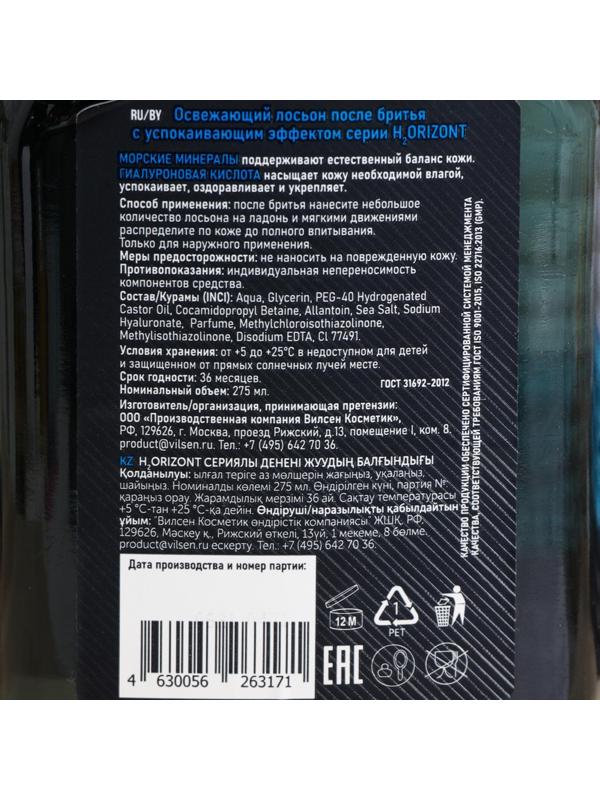 RU/BY Освежающий лосьон после бритья
с успокаивающим эффектом серии H₂ORIZONT
МОРСКИЕ МИНЕРАЛЫ поддерживают естественный баланс кожи.
ГИАЛУРОНОВАЯ КИСЛОТА насыщает кожу необходимой влагой,
успокаивает, оздоравливает и укрепляет.
Способ применения: после бритья нанесите небольшое
количество лосьона на ладонь и мягкими движениями
распределите по коже до полного впитывания.
Только для наружного применения.
Меры предосторожности: не наносить на поврежденную кожу.
Противопоказания: индивидуальная непереносимость
компонентов средства.
Состав/Курамы (INCI): Aqua, Glycerin, PEG-40 Hydrogenated
Castor Oil, Cocamidopropyl Betaine, Allantoin, Sea Salt, Sodium
Hyaluronate, Parfume, Methylchloroisothiazolinone,
Methylisothiazolinone, Disodium EDTA, CI 77491.
Условия хранения: от +5 до +25°С в недоступном для детей
и защищенном от прямых солнечных лучей месте.
Срок годности: 36 месяцев.
ГОСТ 31692-2012
Номинальный объем: 275 мл.
Изготовитель/организация, принимающая претензии:
ООО «Производственная компания Вилсен Косметик»,
РФ, 129626, г. Москва, проезд Рижский, д.13, помещение I, ком. 8.
product@vilsen.ru. Тел.: +7 (495) 642 70 36.
KZ H₂ORIZONT СЕРИЯЛЫ ДЕНЕНІ ЖУУДЫҢ БАЛҒЫНДЫҒЫ
Қолданылуы: ылғал теріге аз мөлшерін жағыңыз, уқалаңыз,
шайыңыз. Номиналды көлемі 275 мл. Өндірілген күні, партия №:
қараңыз орау. Жарамдылық мерзімі 36 ай. Сақтау температурасы
+5 °С-тан +25 °С-қа дейін. Өндіруші/наразылықты қабылдайтын
ұйым: "Вилсен Косметик өндірістік компаниясы" ЖШҚ, РФ,
129626, Мәскеу қ., Рижский өткелі, 13үй, 1 мекеме, 8 бөлме.
product@vilsen.ru ескерту. Тел.: +7 (495) 642 70 36.
КАЧЕСТВО ПРОДУКЦИИ ОБЕСПЕЧЕНО СЕРТИФИЦИРОВАННОЙ СИСТЕМОЙ МЕНЕДЖМЕНТА
КАЧЕСТВА, СООТВЕТСТВУЮЩЕЙ ТРЕБОВАНИЯМ ГОСТ ISO 9001-2015, ISO 22716:2013 (GMP).
Дата производства и номер партии:
4 630056 263171
12 M
1
PET
EAC